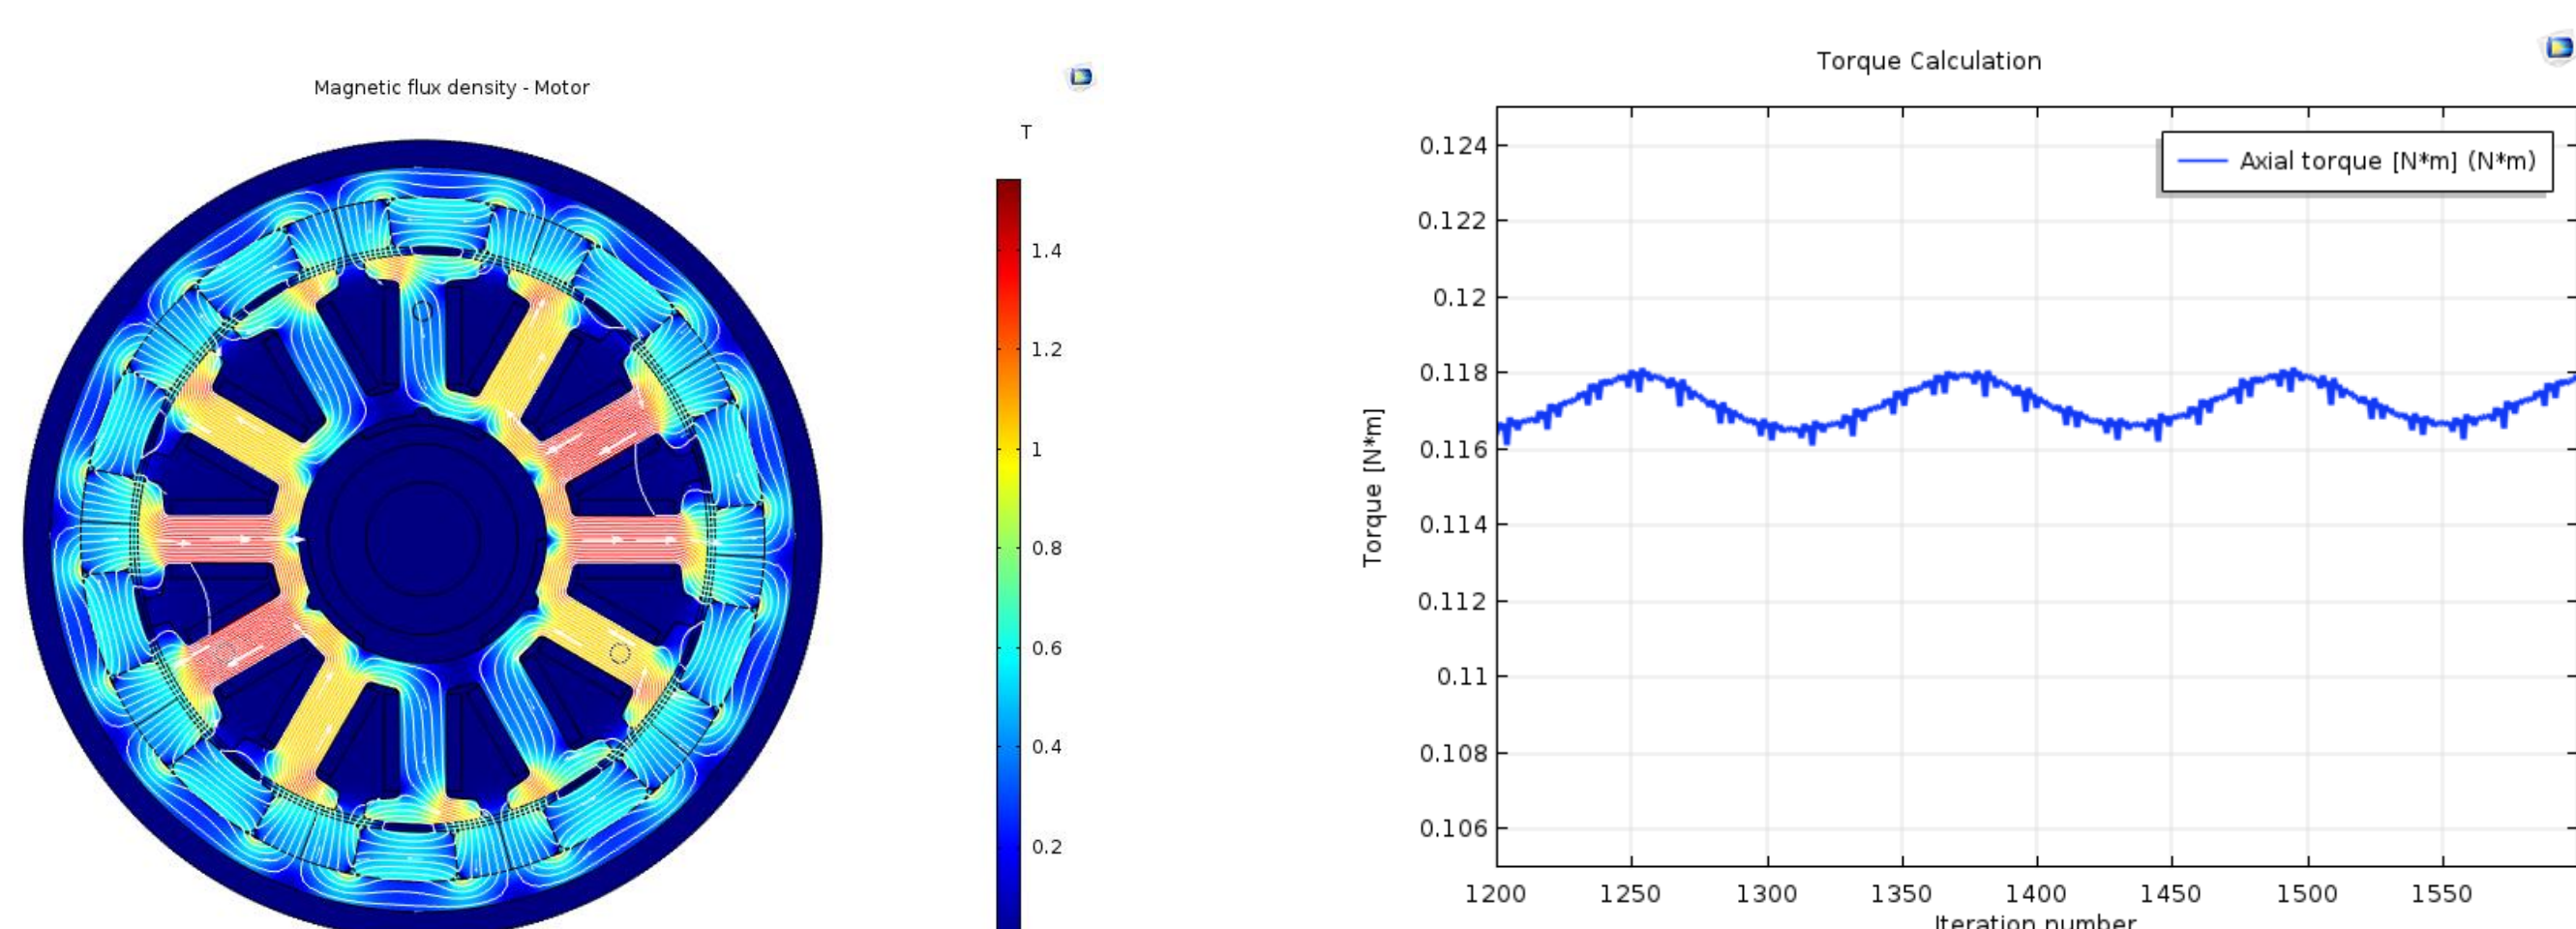 Magnetic flux density - Motor
T
1.4
1.2
1
0.8
0.6
0.4
0.2
Torque Calculation
Axial torque [N*m] (N*m)
Torque [N*m]
0.124
0.122
0.12
0.118
0.116
0.114
0.112
0.11
0.108
0.106
1200 1250 1300 1350 1400 1450 1500 1550
Iteration number